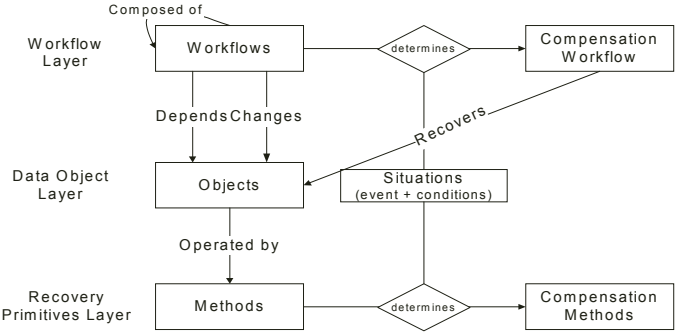 Composed of
Workflow
Layer
Workflows
determines
Compensation
Workflow
Depends
Changes
Recovers
Data Object
Layer
Objects
Situations
(event + conditions)
Operated by
Recovery
Primitives Layer
Methods
determines
Compensation
Methods